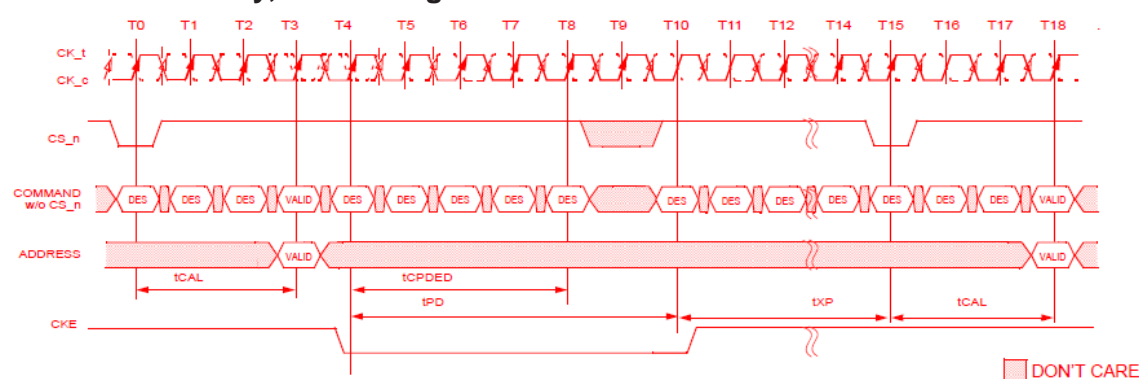 T0 T1 T2 T3 T4 T5 T6 T7 T8 T9 T10 T11 T12 T14 T15 T16 T17 T18
CK_t
CK_c
CS_n
COMMAND
w/o CS_n
DES DES DES VALID DES DES DES DES DES DES DES DES DES DES DES DES VALID
ADDRESS
VALID VALID
tCAL tCPDED
tPD tXP tCAL
CKE
DON'T CARE